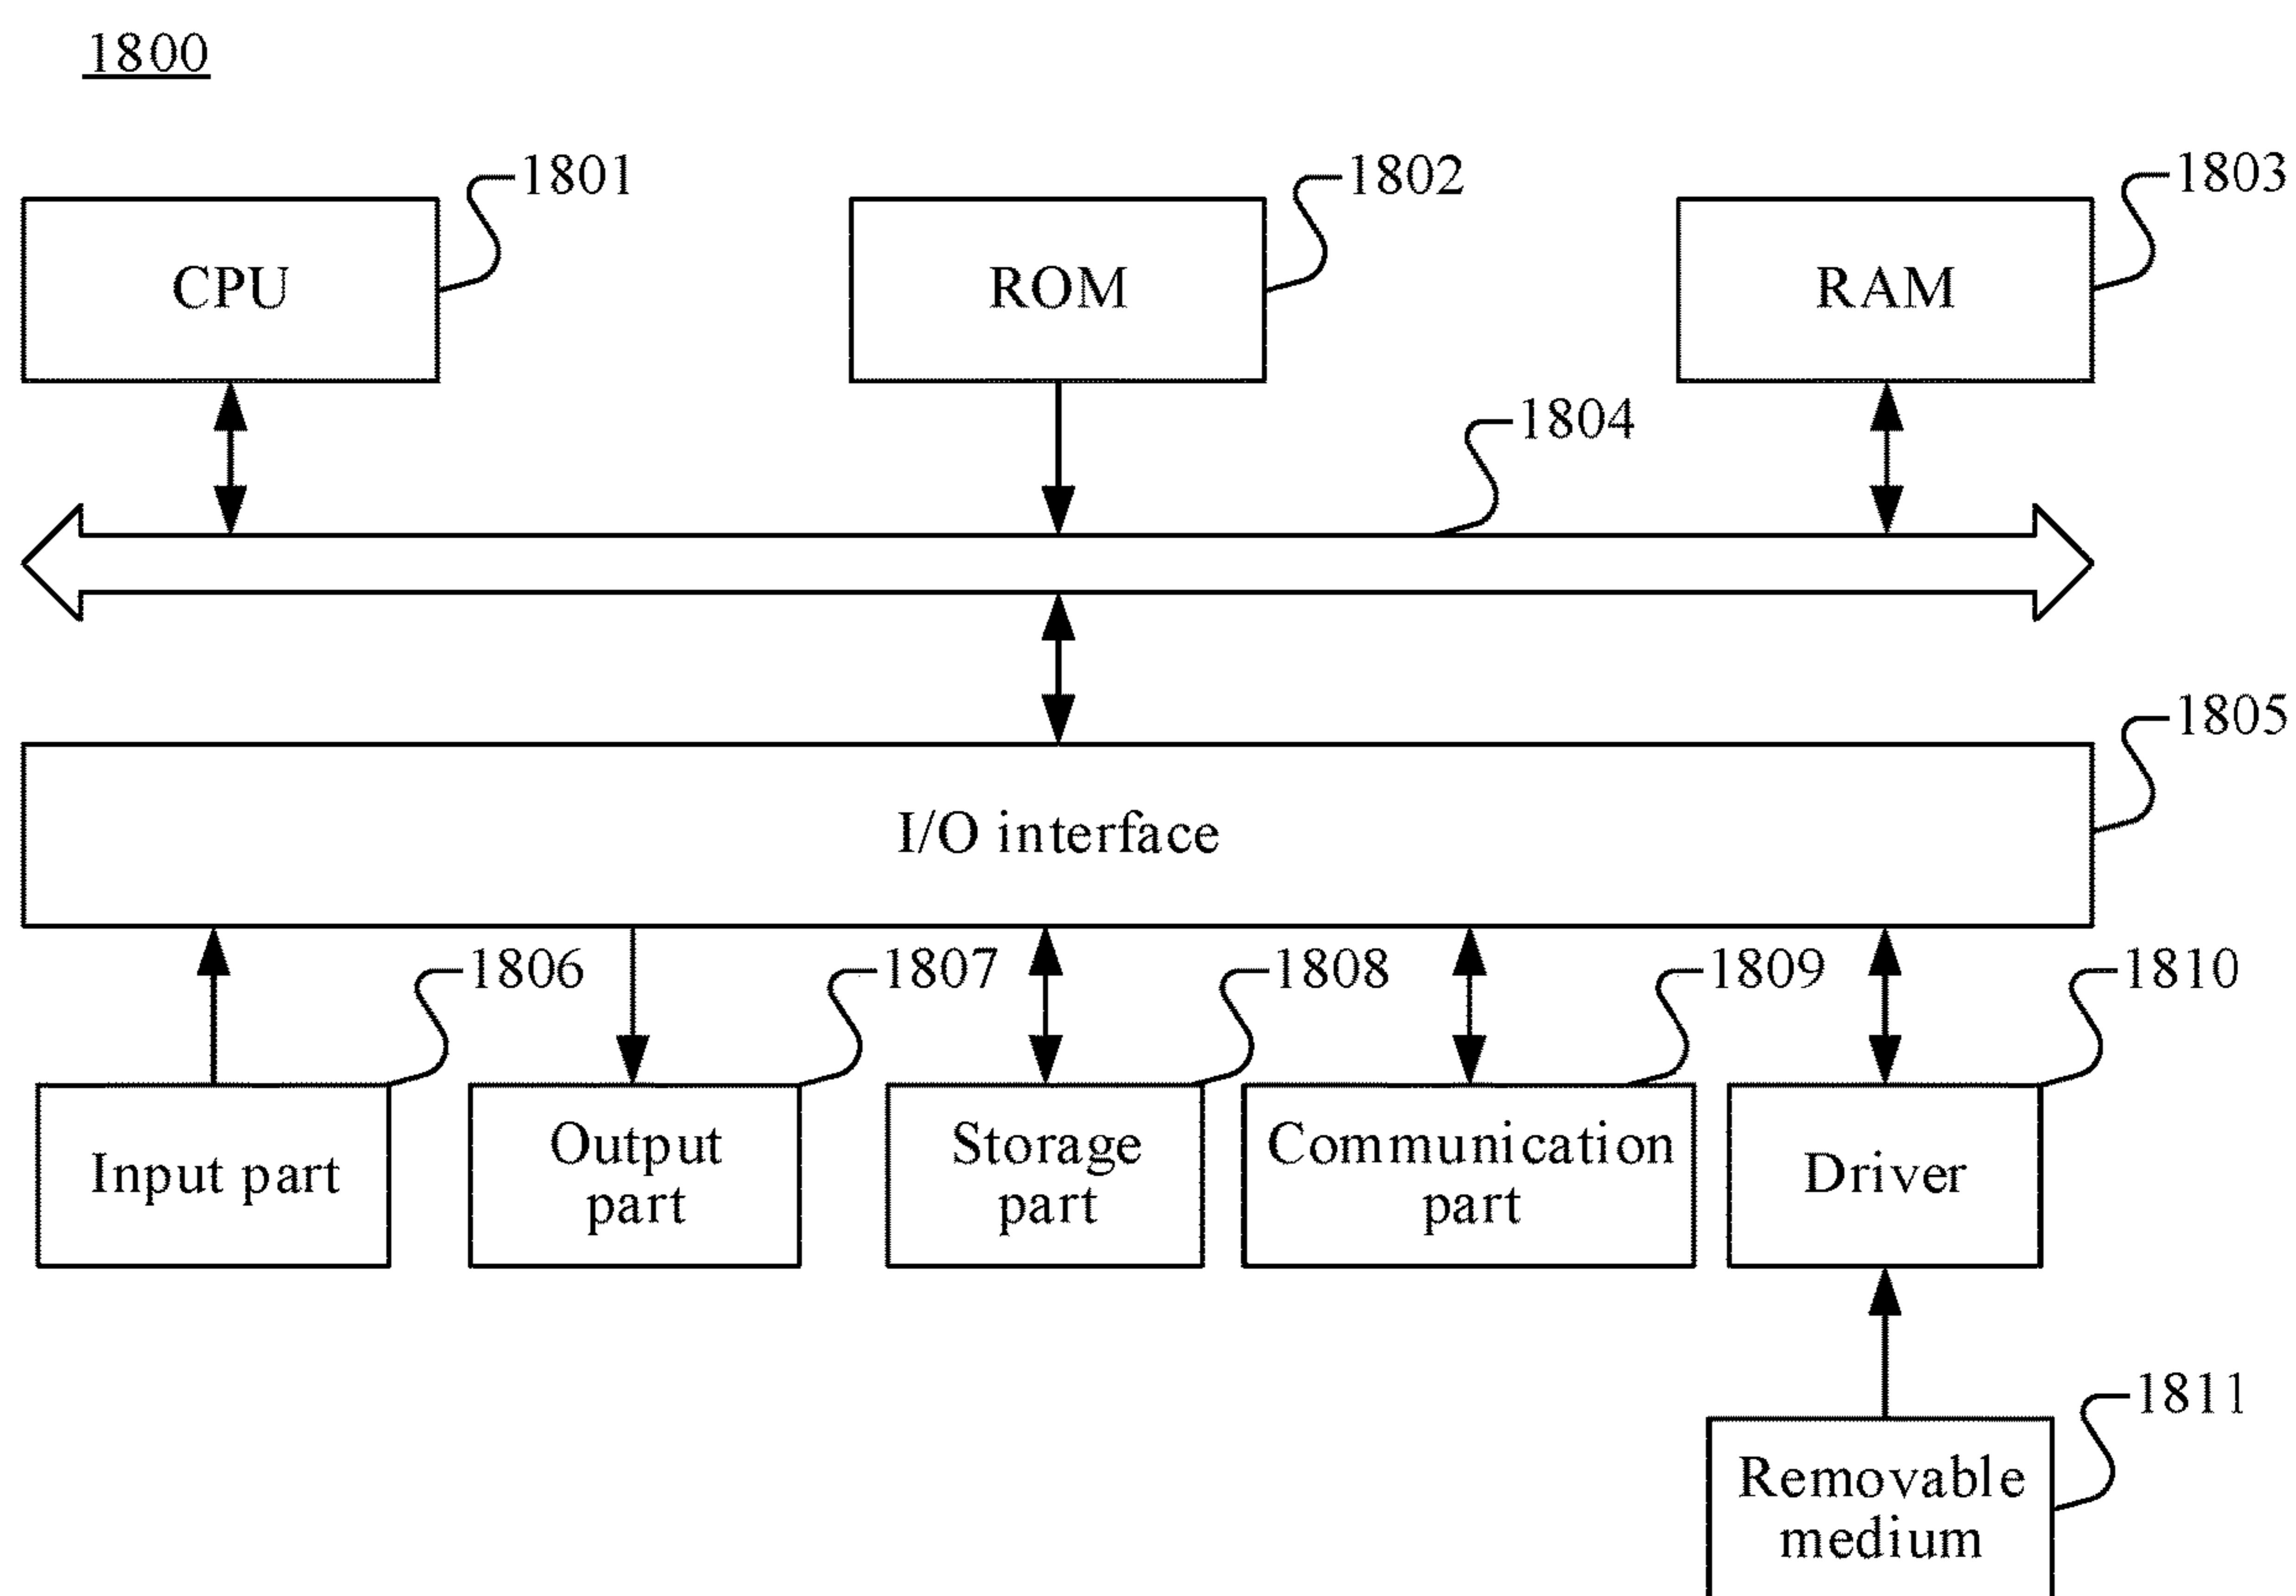 1800
1801
1802
1803
CPU
ROM
RAM
1804
1805
I/O interface
1806
1807
1808
1809
1810
Input part
Output
part
Storage
part
Communication
part
Driver
1811
Removable
medium